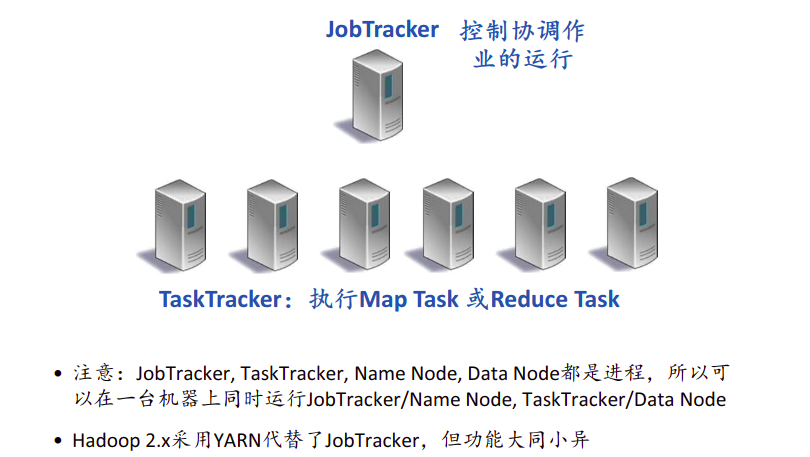 JobTracker 控制协调作
业的运行
TaskTracker：执行Map Task 或Reduce Task
• 注意：JobTracker, TaskTracker, Name Node, Data Node都是进程，所以可
以在一台机器上同时运行JobTracker/Name Node, TaskTracker/Data Node
• Hadoop 2.x采用YARN代替了JobTracker，但功能大同小异